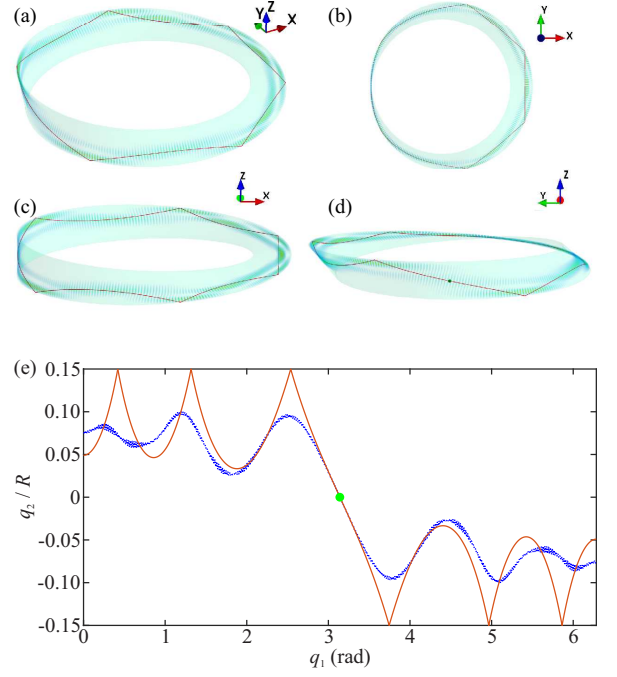 (a)
Y Z X
(b)
Y
X
(c)
Z
X
(d)
Z
Y
(e)
0.15
0.10
0.05
0
-0.05
-0.10
-0.15
q₂ / R
0 1 2 3 4 5 6
q₁ (rad)